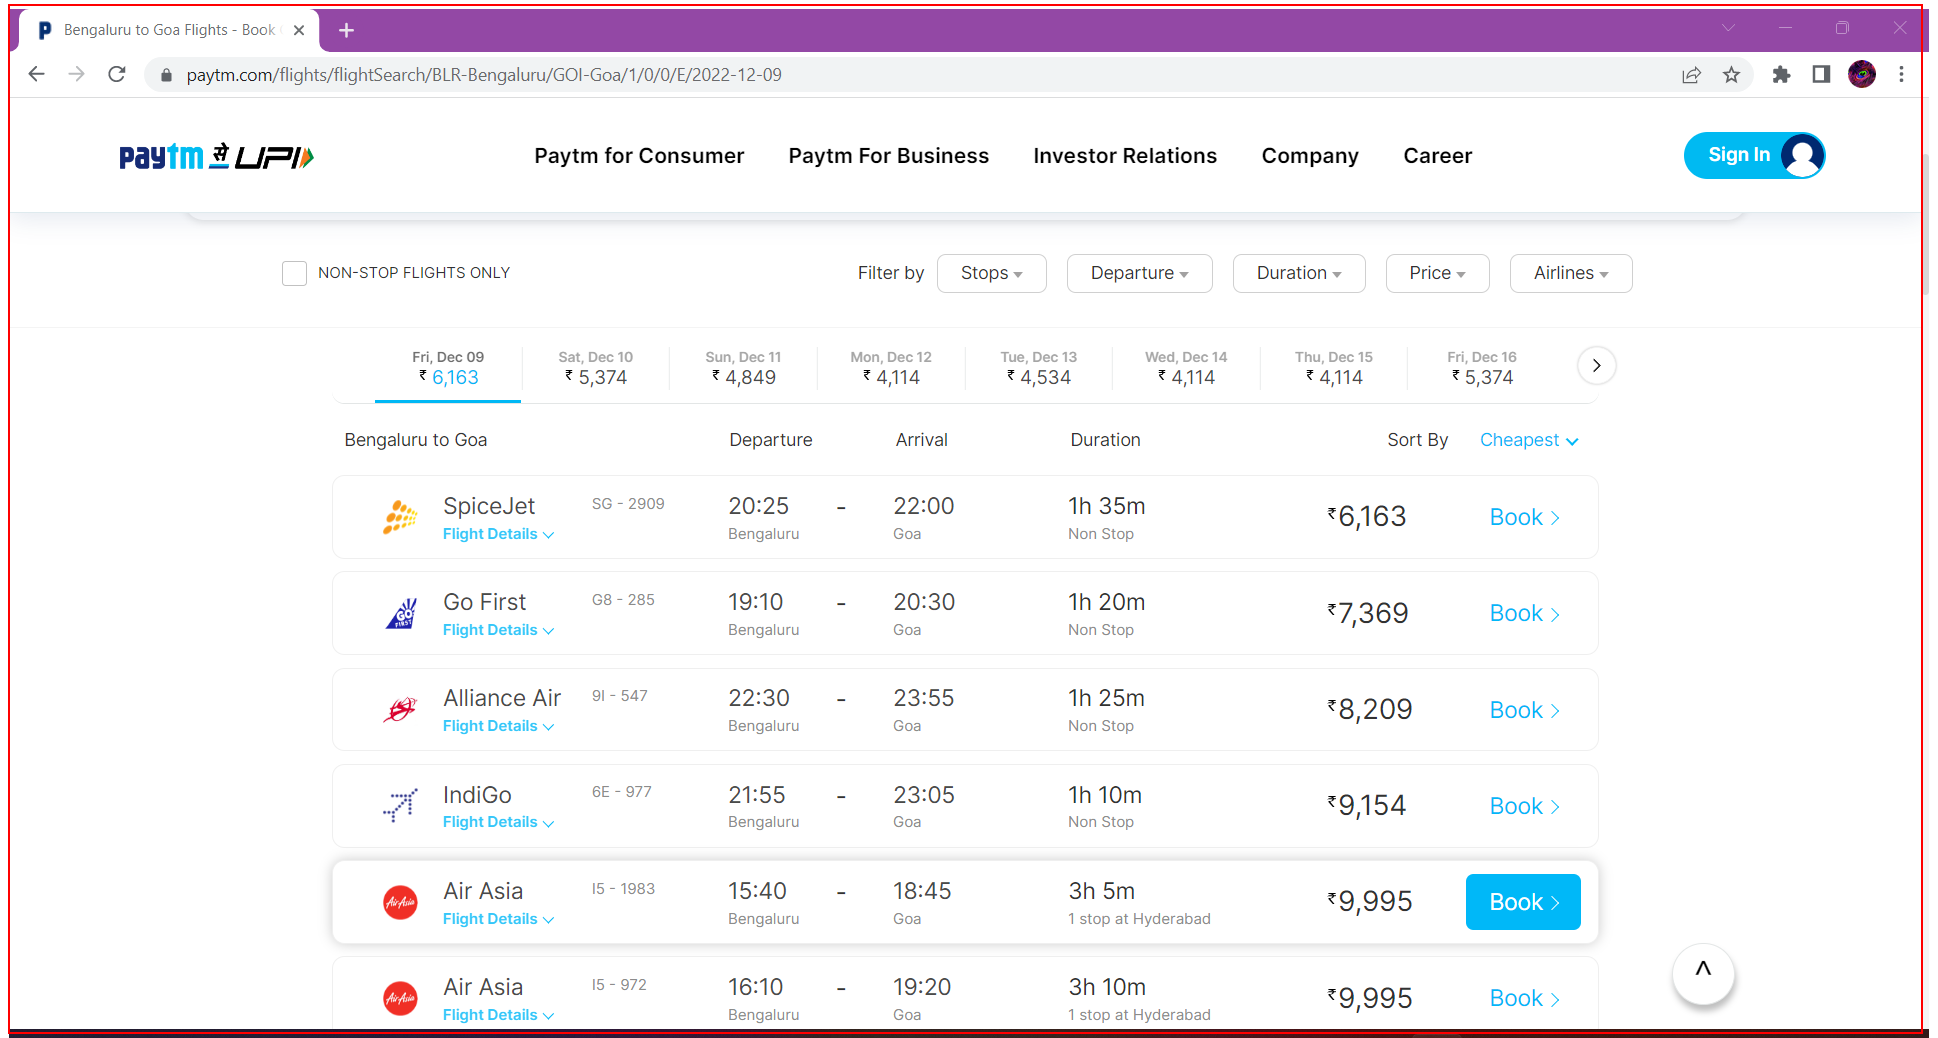 Bengaluru to Goa Flights - Book
paytm.com/flights/flightSearch/BLR-Bengaluru/GOI-Goa/1/0/0/E/2022-12-09
paytm से UPI Paytm for Consumer Paytm For Business Investor Relations Company Career Sign In
NON-STOP FLIGHTS ONLY Filter by Stops Departure Duration Price Airlines
Fri, Dec 09 Sat, Dec 10 Sun, Dec 11 Mon, Dec 12 Tue, Dec 13 Wed, Dec 14 Thu, Dec 15 Fri, Dec 16
₹ 6,163 ₹ 5,374 ₹ 4,849 ₹ 4,114 ₹ 4,534 ₹ 4,114 ₹ 4,114 ₹ 5,374
Bengaluru to Goa Departure Arrival Duration Sort By Cheapest
SpiceJet SG - 2909 20:25 - 22:00 1h 35m ₹6,163 Book
Flight Details Bengaluru Goa Non Stop
GO FIRST Go First G8 - 285 19:10 - 20:30 1h 20m ₹7,369 Book
Flight Details Bengaluru Goa Non Stop
Alliance Air 9I - 547 22:30 - 23:55 1h 25m ₹8,209 Book
Flight Details Bengaluru Goa Non Stop
IndiGo 6E - 977 21:55 - 23:05 1h 10m ₹9,154 Book
Flight Details Bengaluru Goa Non Stop
AirAsia Air Asia I5 - 1983 15:40 - 18:45 3h 5m ₹9,995 Book
Flight Details Bengaluru Goa 1 stop at Hyderabad
AirAsia Air Asia I5 - 972 16:10 - 19:20 3h 10m ₹9,995 Book
Flight Details Bengaluru Goa 1 stop at Hyderabad